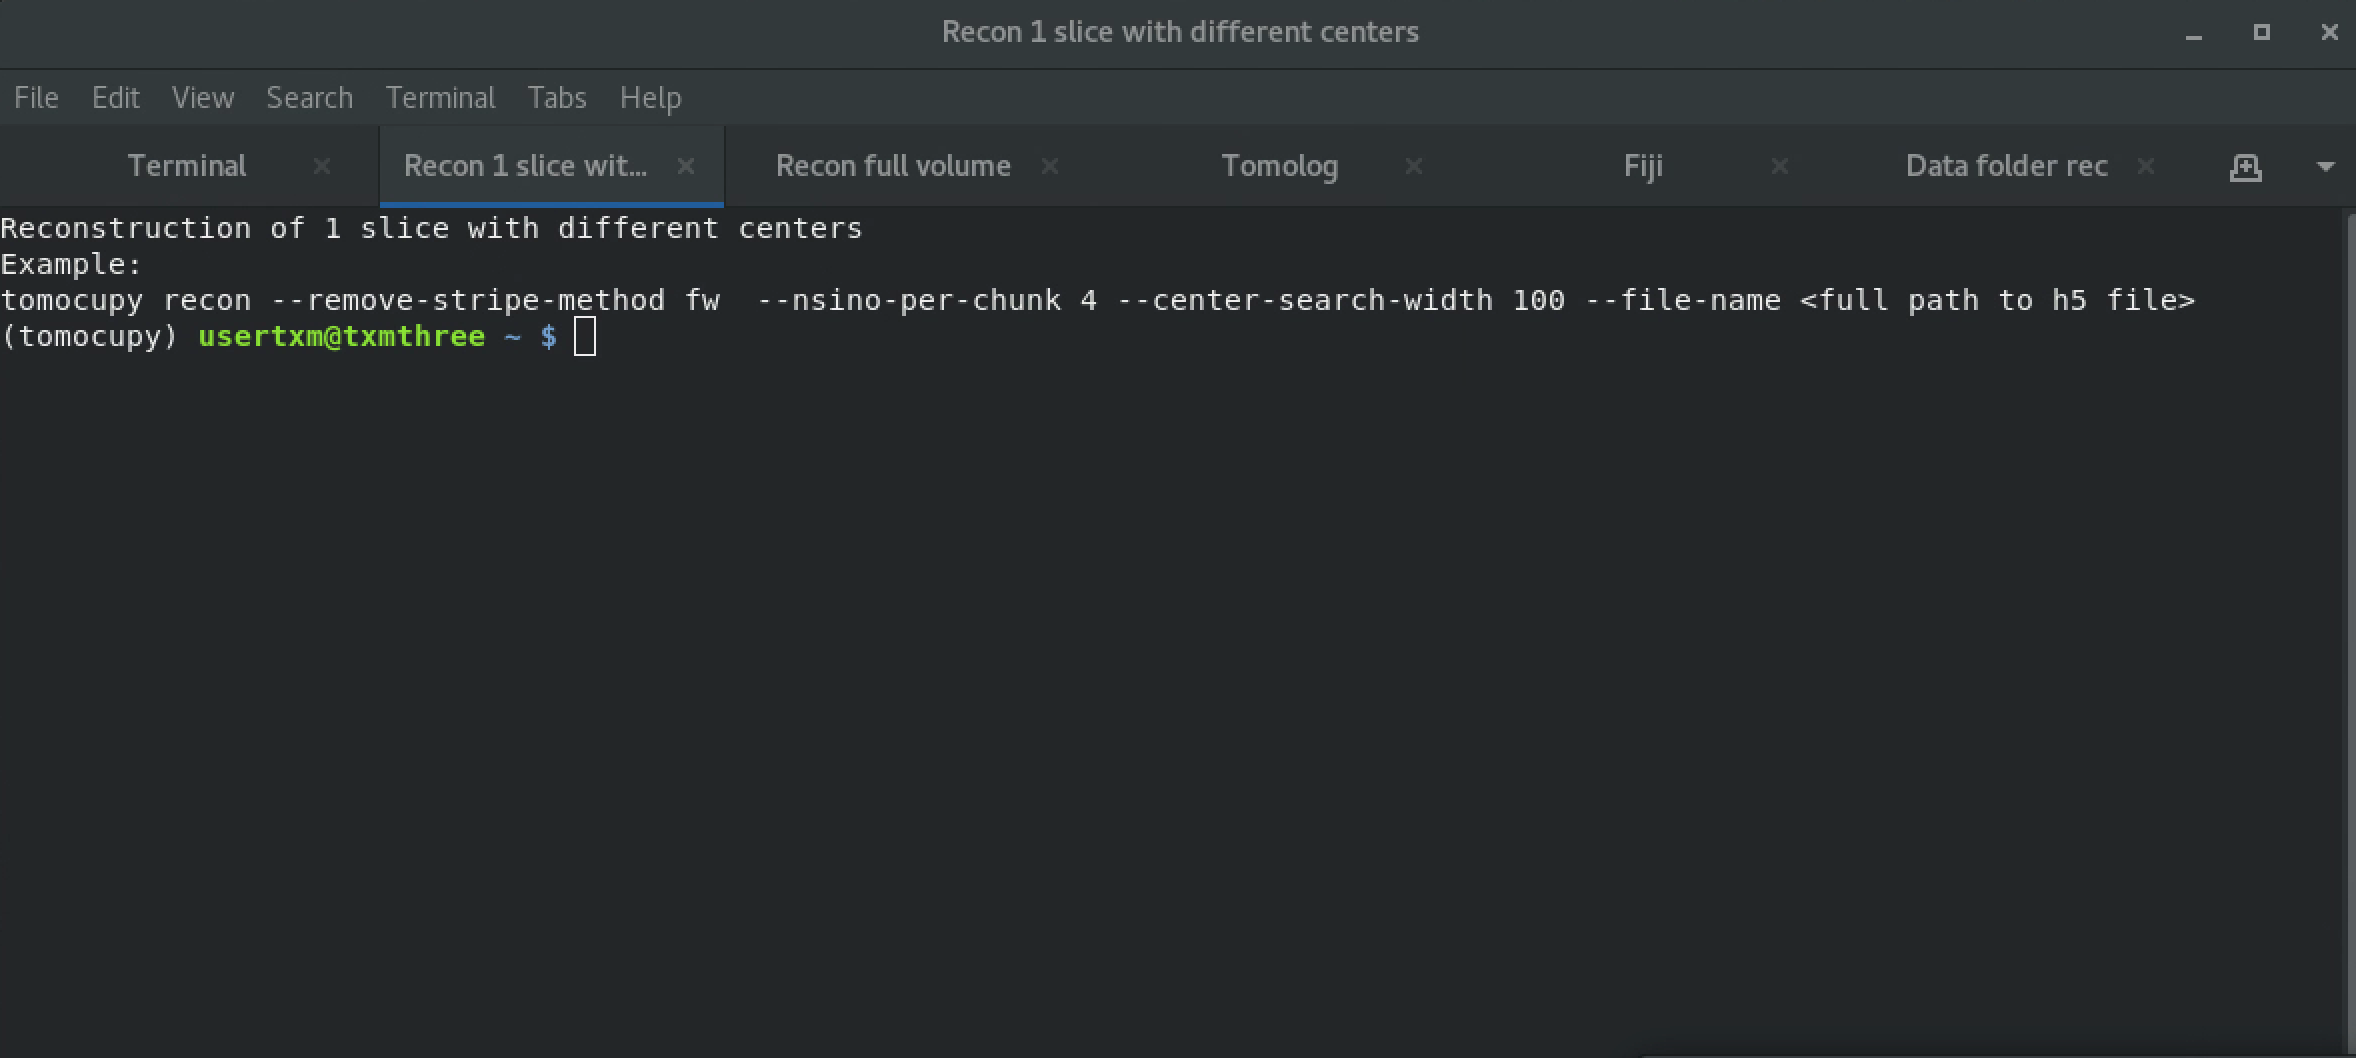 Recon 1 slice with different centers
File Edit View Search Terminal Tabs Help
Terminal Recon 1 slice wit... Recon full volume Tomolog Fiji Data folder rec
Reconstruction of 1 slice with different centers
Example:
tomocupy recon --remove-stripe-method fw  --nsino-per-chunk 4 --center-search-width 100 --file-name <full path to h5 file>
(tomocupy) usertxm@txmthree ~ $